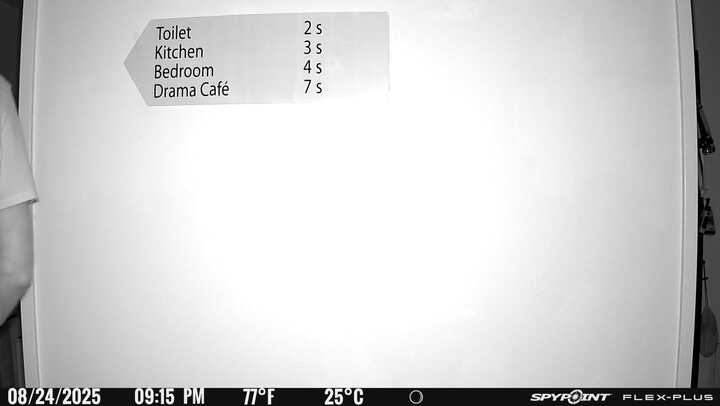 Toilet 2 s
Kitchen 3 s
Bedroom 4 s
Drama Café 7 s
08/24/2025 09:15 PM 77°F 25°C SPYPOINT FLEX-PLUS